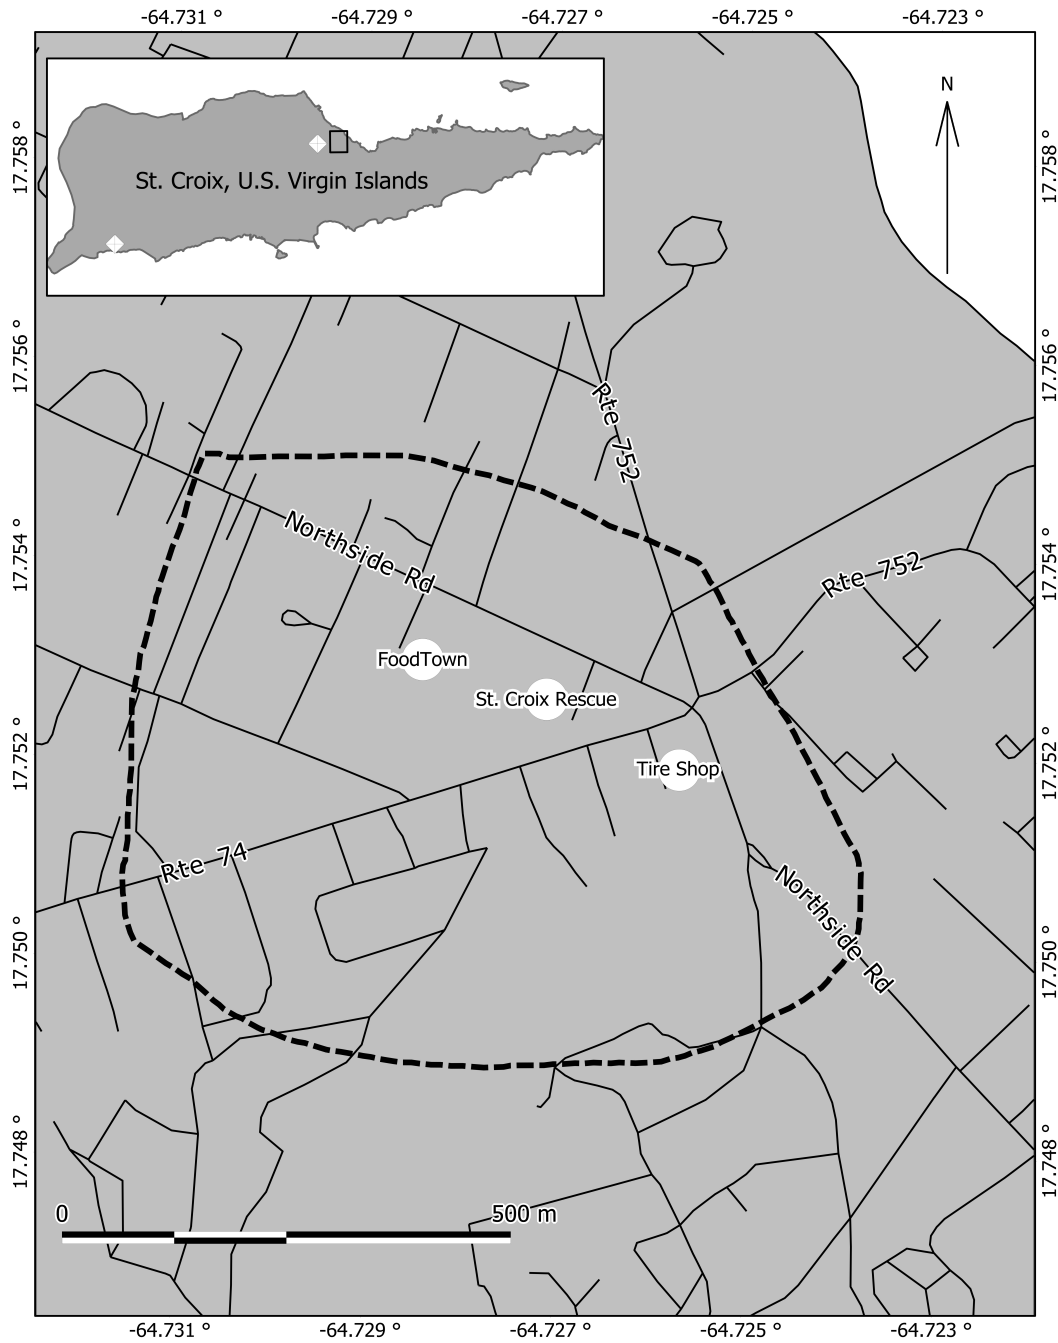 -64.731 °
-64.729 °
-64.727 °
-64.725 °
-64.723 °
N
17.758 °
17.758 °
St. Croix, U.S. Virgin Islands
17.756 °
17.756 °
Rte 752
17.754 °
17.754 °
Northside Rd
Rte 752
FoodTown
St. Croix Rescue
17.752 °
17.752 °
Tire Shop
Rte 74
Northside Rd
17.750 °
17.750 °
17.748 °
17.748 °
0
500 m
-64.731 °
-64.729 °
-64.727 °
-64.725 °
-64.723 °